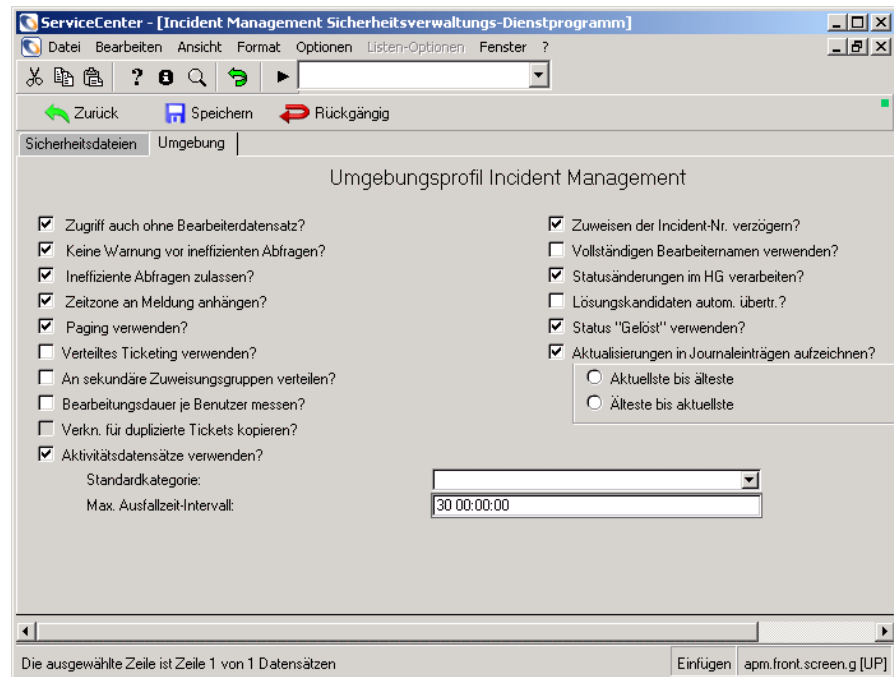 ServiceCenter - [Incident Management Sicherheitsverwaltungs-Dienstprogramm]
Datei Bearbeiten Ansicht Format Optionen Listen-Optionen Fenster ?
Zurück Speichern Rückgängig
Sicherheitsdateien Umgebung
Umgebungsprofil Incident Management
Zugriff auch ohne Bearbeiterdatensatz?
Keine Warnung vor ineffizienten Abfragen?
Ineffiziente Abfragen zulassen?
Zeitzone an Meldung anhängen?
Paging verwenden?
Verteiltes Ticketing verwenden?
An sekundäre Zuweisungsgruppen verteilen?
Bearbeitungsdauer je Benutzer messen?
Verkn. für duplizierte Tickets kopieren?
Aktivitätsdatensätze verwenden?
Zuweisen der Incident-Nr. verzögern?
Vollständigen Bearbeiternamen verwenden?
Statusänderungen im HG verarbeiten?
Lösungskandidaten autom. übertr.?
Status "Gelöst" verwenden?
Aktualisierungen in Journaleinträgen aufzeichnen?
Aktuellste bis älteste
Älteste bis aktuellste
Standardkategorie:
Max. Ausfallzeit-Intervall: 30 00:00:00
Die ausgewählte Zeile ist Zeile 1 von 1 Datensätzen
Einfügen apm.front.screen.g [UP]